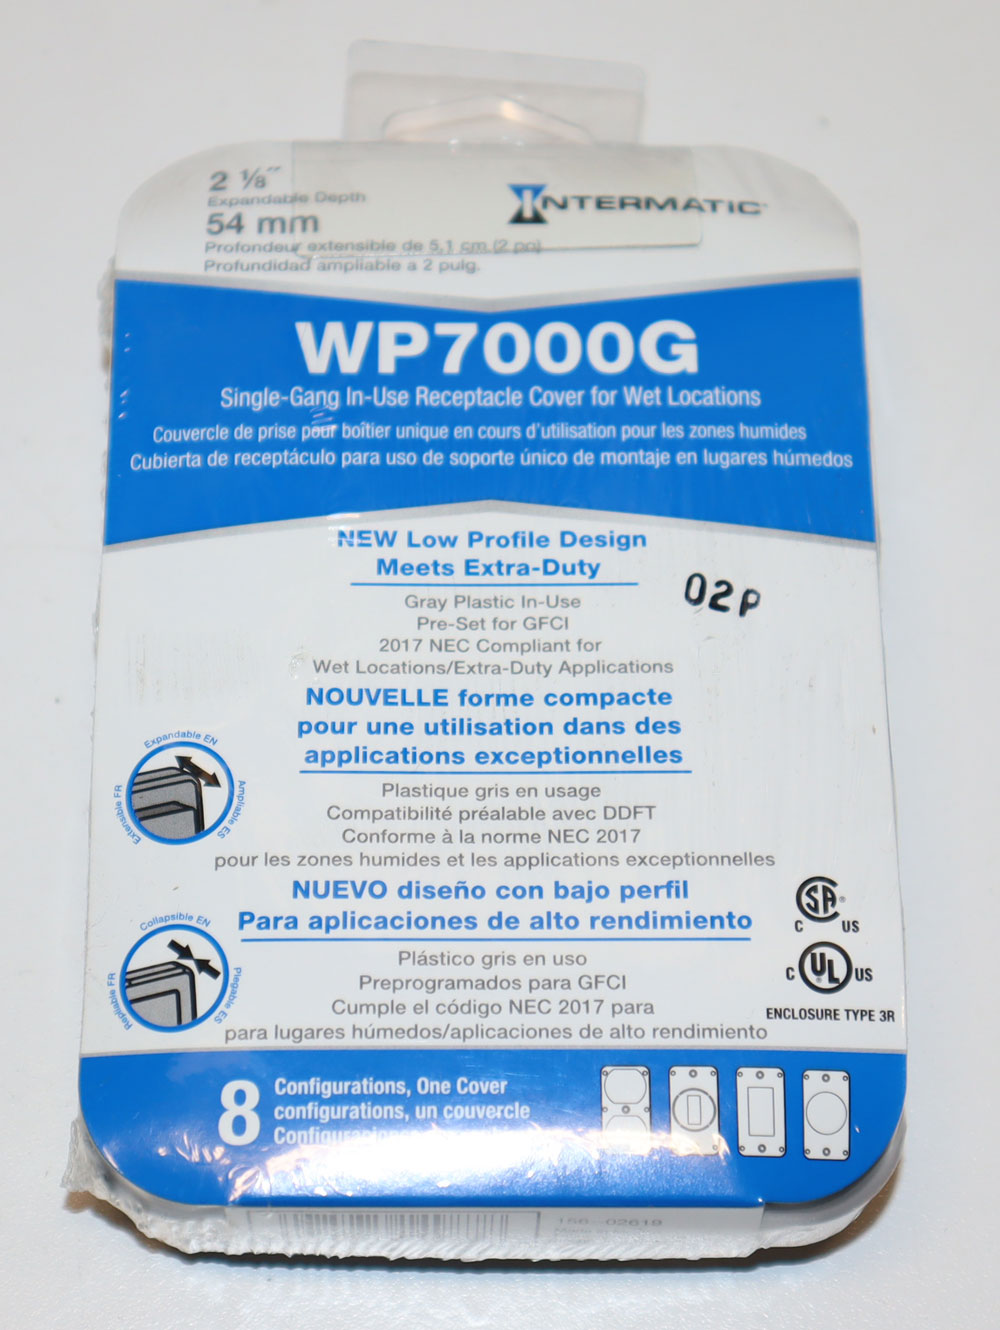 2 ⅛"
Expandable Depth
54 mm
Profondeur extensible de 5,1 cm (2 po)
Profundidad ampliable a 2 pulg.
INTERMATIC
WP7000G
Single-Gang In-Use Receptacle Cover for Wet Locations
Couvercle de prise pour boîtier unique en cours d'utilisation pour les zones humides
Cubierta de receptáculo para uso de soporte único de montaje en lugares húmedos
NEW Low Profile Design
Meets Extra-Duty
02P
Gray Plastic In-Use
Pre-Set for GFCI
2017 NEC Compliant for
Wet Locations/Extra-Duty Applications
NOUVELLE forme compacte
pour une utilisation dans des
applications exceptionnelles
Expandable EN
Extensible FR
Ampliable ES
Plastique gris en usage
Compatibilité préalable avec DDFT
Conforme à la norme NEC 2017
pour les zones humides et les applications exceptionnelles
NUEVO diseño con bajo perfil
Para aplicaciones de alto rendimiento
SA
C US
Collapsible EN
Repliable FR
Plegable ES
Plástico gris en uso
Preprogramados para GFCI
Cumple el código NEC 2017 para
para lugares húmedos/aplicaciones de alto rendimiento
C UL US
ENCLOSURE TYPE 3R
8
Configurations, One Cover
configurations, un couvercle
156--02619